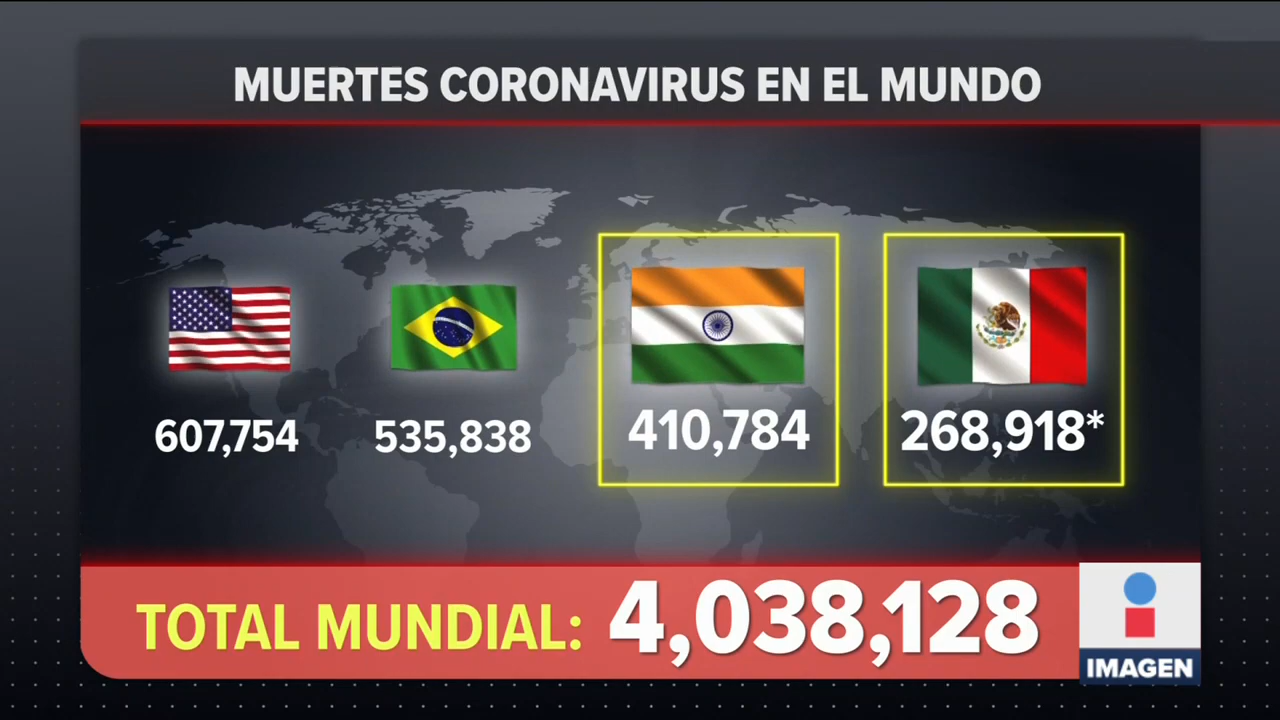 MUERTES CORONAVIRUS EN EL MUNDO
607,754
535,838
410,784
268,918*
TOTAL MUNDIAL: 4,038,128
IMAGEN